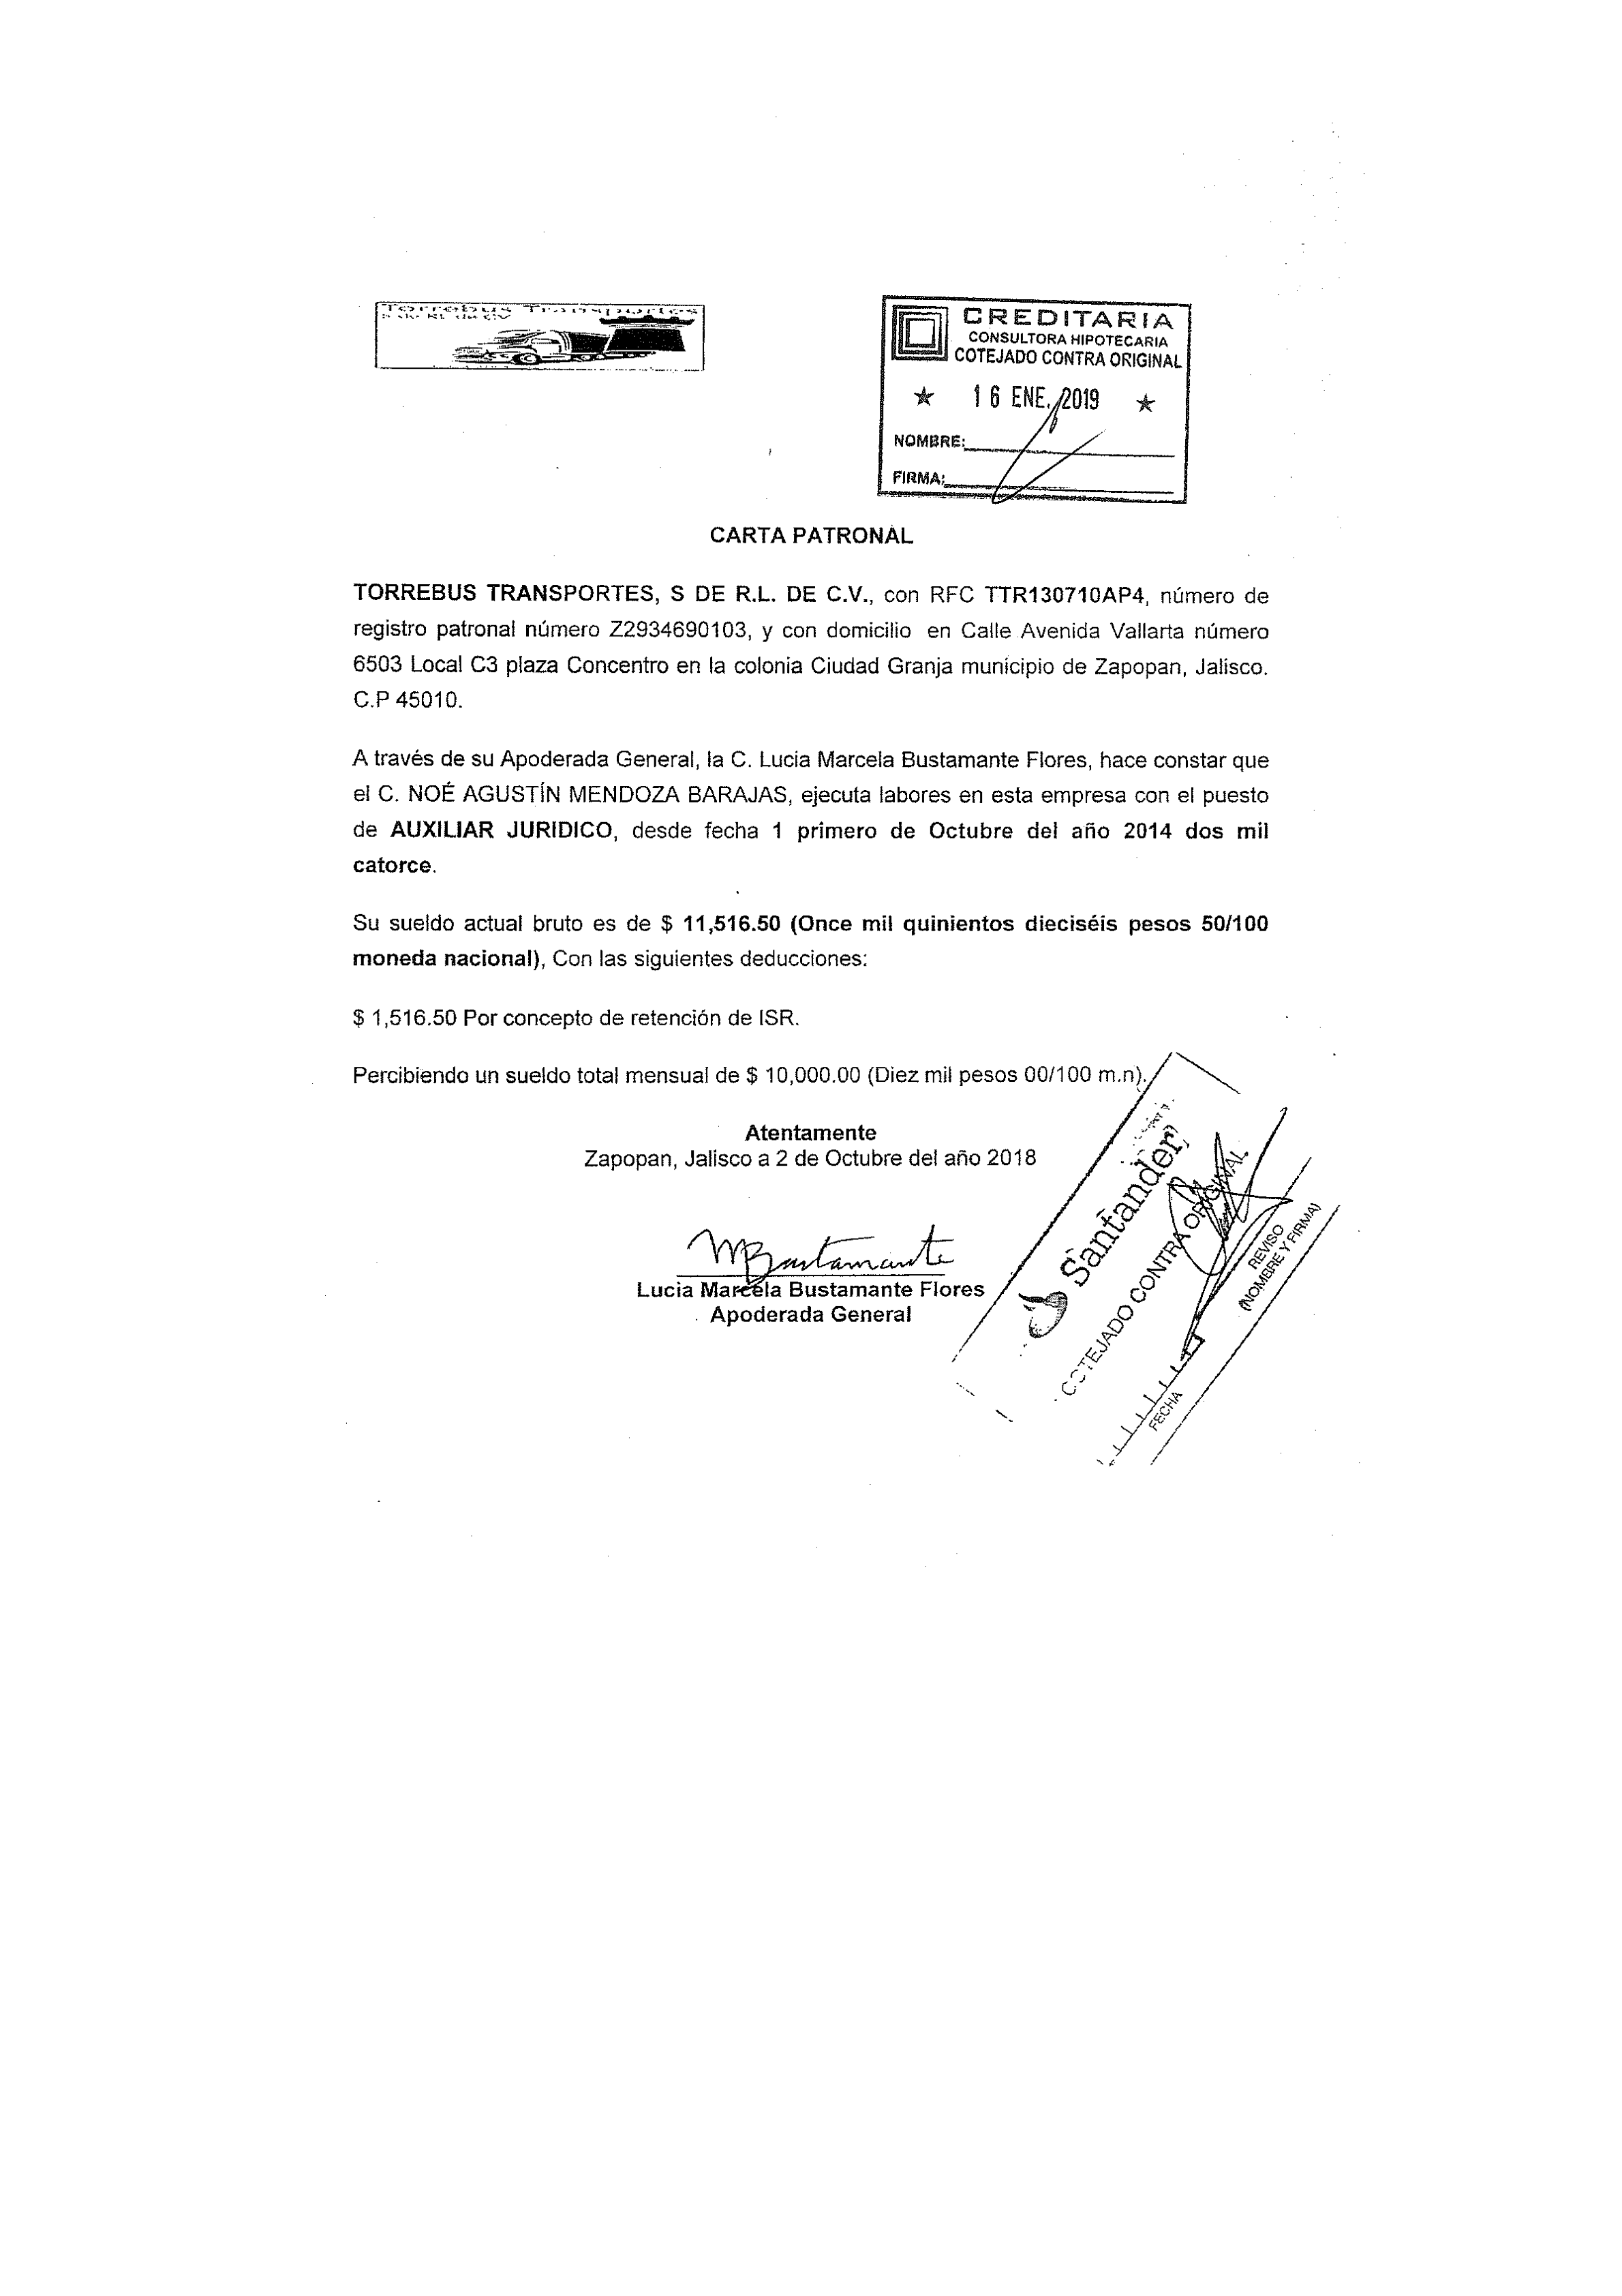 Torrebus Transportes
S de RL de CV
CREDITARIA
CONSULTORA HIPOTECARIA
COTEJADO CONTRA ORIGINAL
★ 16 ENE. 2019 ★
NOMBRE:
FIRMA:
CARTA PATRONAL
TORREBUS TRANSPORTES, S DE R.L. DE C.V., con RFC TTR130710AP4, número de
registro patronal número Z2934690103, y con domicilio en Calle Avenida Vallarta número
6503 Local C3 plaza Concentro en la colonia Ciudad Granja municipio de Zapopan, Jalisco.
C.P 45010.
A través de su Apoderada General, la C. Lucia Marcela Bustamante Flores, hace constar que
el C. NOÉ AGUSTÍN MENDOZA BARAJAS, ejecuta labores en esta empresa con el puesto
de AUXILIAR JURIDICO, desde fecha 1 primero de Octubre del año 2014 dos mil
catorce.
Su sueldo actual bruto es de $ 11,516.50 (Once mil quinientos dieciséis pesos 50/100
moneda nacional), Con las siguientes deducciones:
$ 1,516.50 Por concepto de retención de ISR.
Percibiendo un sueldo total mensual de $ 10,000.00 (Diez mil pesos 00/100 m.n).
Atentamente
Zapopan, Jalisco a 2 de Octubre del año 2018
MBustamante
Lucia Marcela Bustamante Flores
Apoderada General
Santander
COTEJADO CONTRA ORIGINAL
FECHA
REVISO
(NOMBRE Y FIRMA)